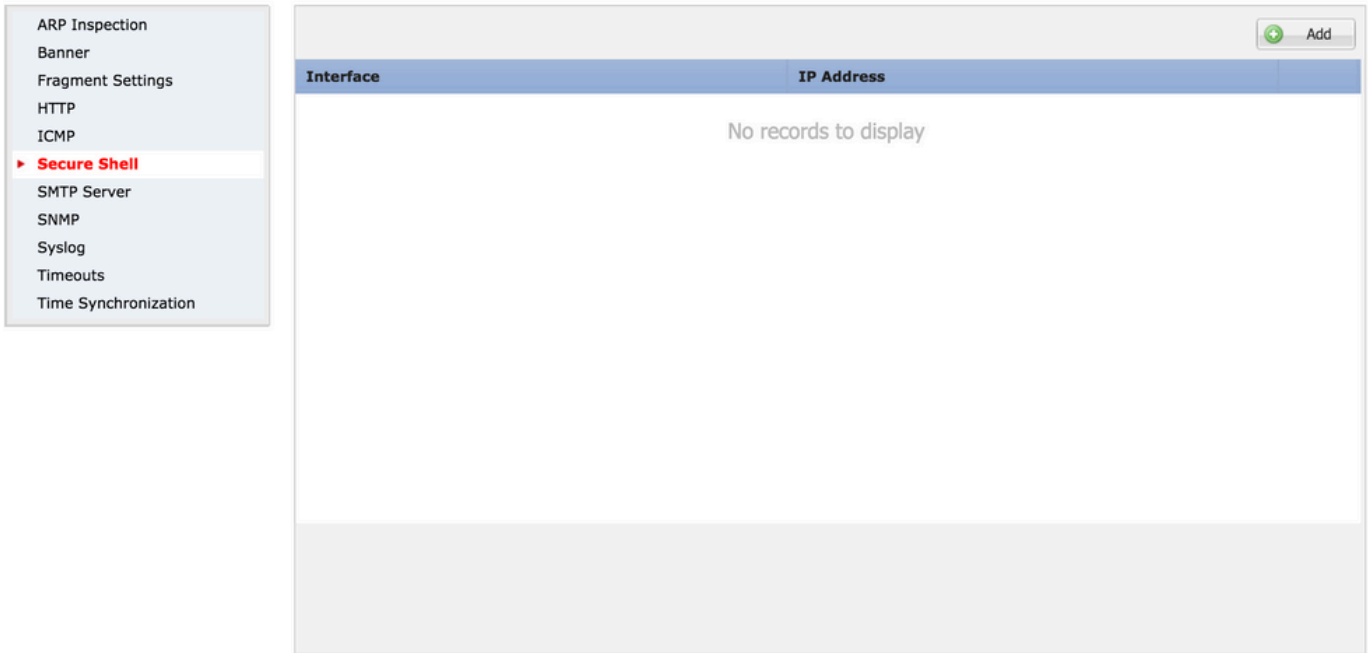 ARP Inspection
Banner
Fragment Settings
HTTP
ICMP
Secure Shell
SMTP Server
SNMP
Syslog
Timeouts
Time Synchronization
Add
Interface IP Address
No records to display